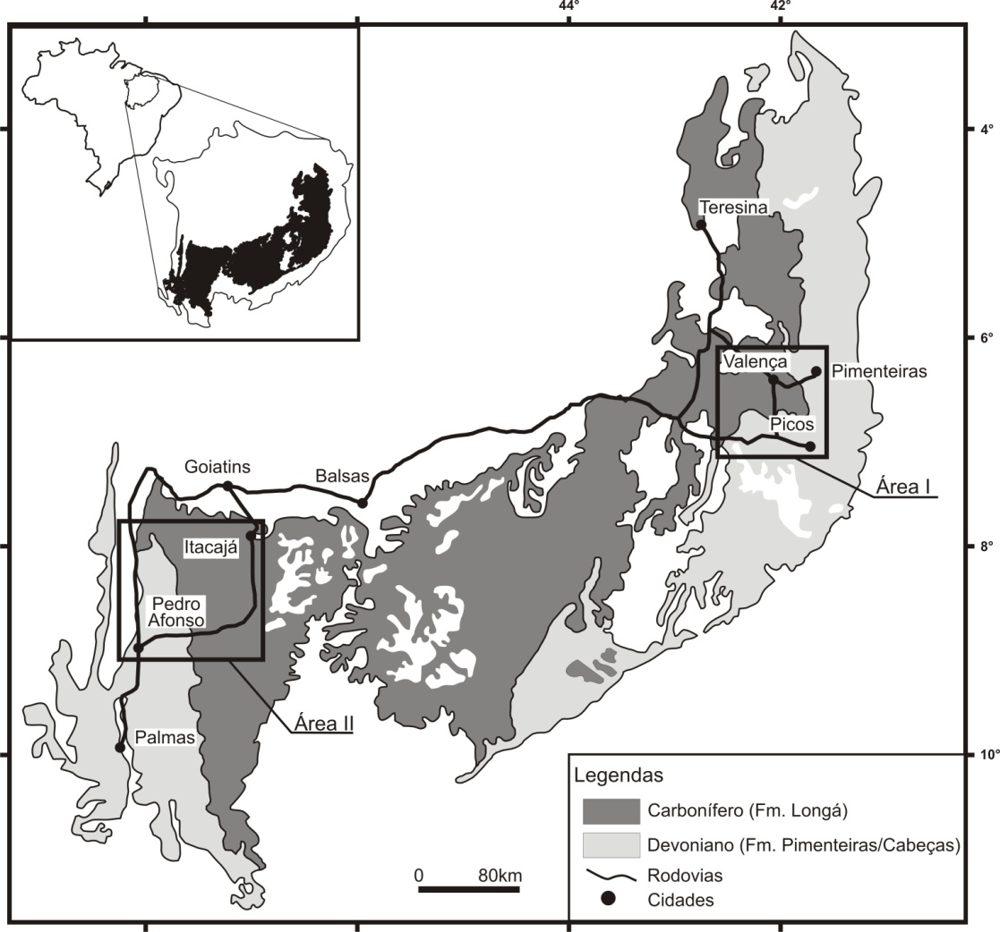 44°
42°
4°
Teresina
6°
Valença
Pimenteiras
Picos
Goiatins
Balsas
Área I
Itacajá
8°
Pedro
Afonso
Área II
Palmas
10°
Legendas
Carbonífero (Fm. Longá)
Devoniano (Fm. Pimenteiras/Cabeças)
0 80km
Rodovias
Cidades